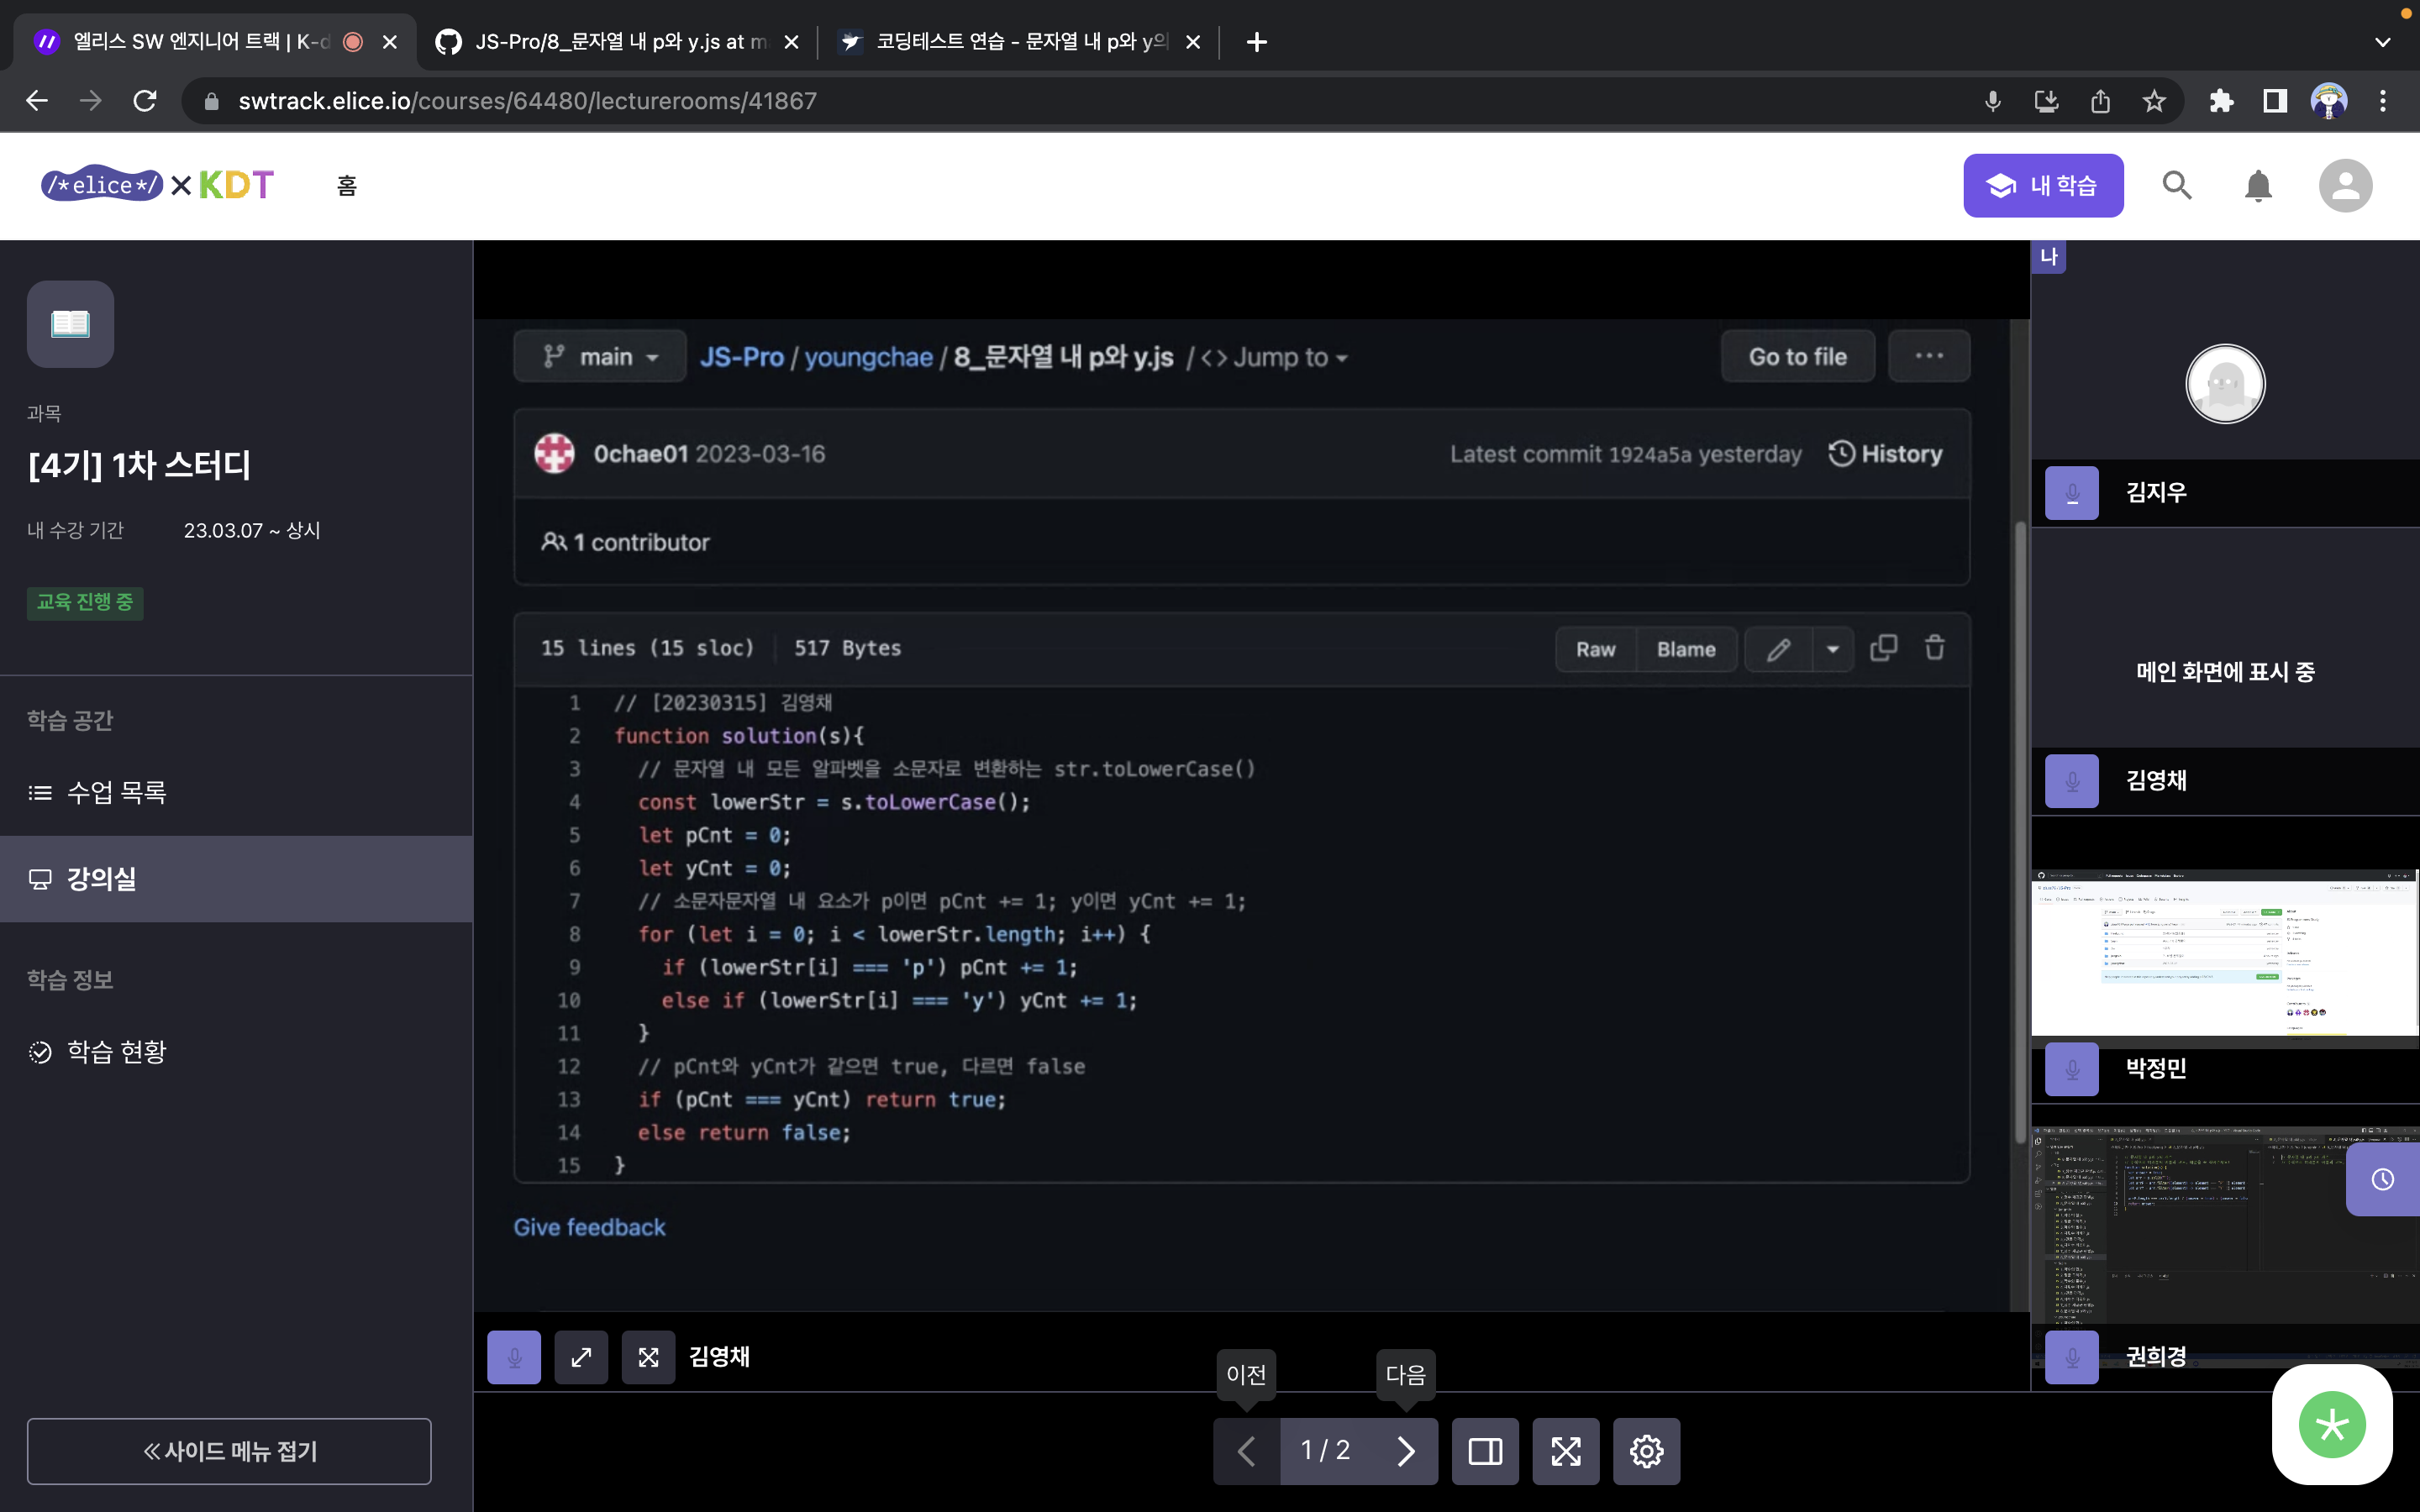 엘리스 SW 엔지니어 트랙 | K-d
JS-Pro/8_문자열 내 p와 y.js at m
코딩테스트 연습 - 문자열 내 p와 y의
swtrack.elice.io/courses/64480/lecturerooms/41867
/*elice*/ × KDT
홈
내 학습
과목
[4기] 1차 스터디
내 수강 기간 23.03.07 ~ 상시
교육 진행 중
학습 공간
수업 목록
강의실
학습 정보
학습 현황
사이드 메뉴 접기
main
JS-Pro / youngchae / 8_문자열 내 p와 y.js / <> Jump to
Go to file
0chae01 2023-03-16
Latest commit 1924a5a yesterday
History
1 contributor
15 lines (15 sloc) 517 Bytes
Raw
Blame
1 // [20230315] 김영채
2 function solution(s){
3 // 문자열 내 모든 알파벳을 소문자로 변환하는 str.toLowerCase()
4 const lowerStr = s.toLowerCase();
5 let pCnt = 0;
6 let yCnt = 0;
7 // 소문자문자열 내 요소가 p이면 pCnt += 1; y이면 yCnt += 1;
8 for (let i = 0; i < lowerStr.length; i++) {
9 if (lowerStr[i] === 'p') pCnt += 1;
10 else if (lowerStr[i] === 'y') yCnt += 1;
11 }
12 // pCnt와 yCnt가 같으면 true, 다르면 false
13 if (pCnt === yCnt) return true;
14 else return false;
15 }
Give feedback
김영채
이전
다음
1 / 2
나
김지우
메인 화면에 표시 중
김영채
박정민
권희경